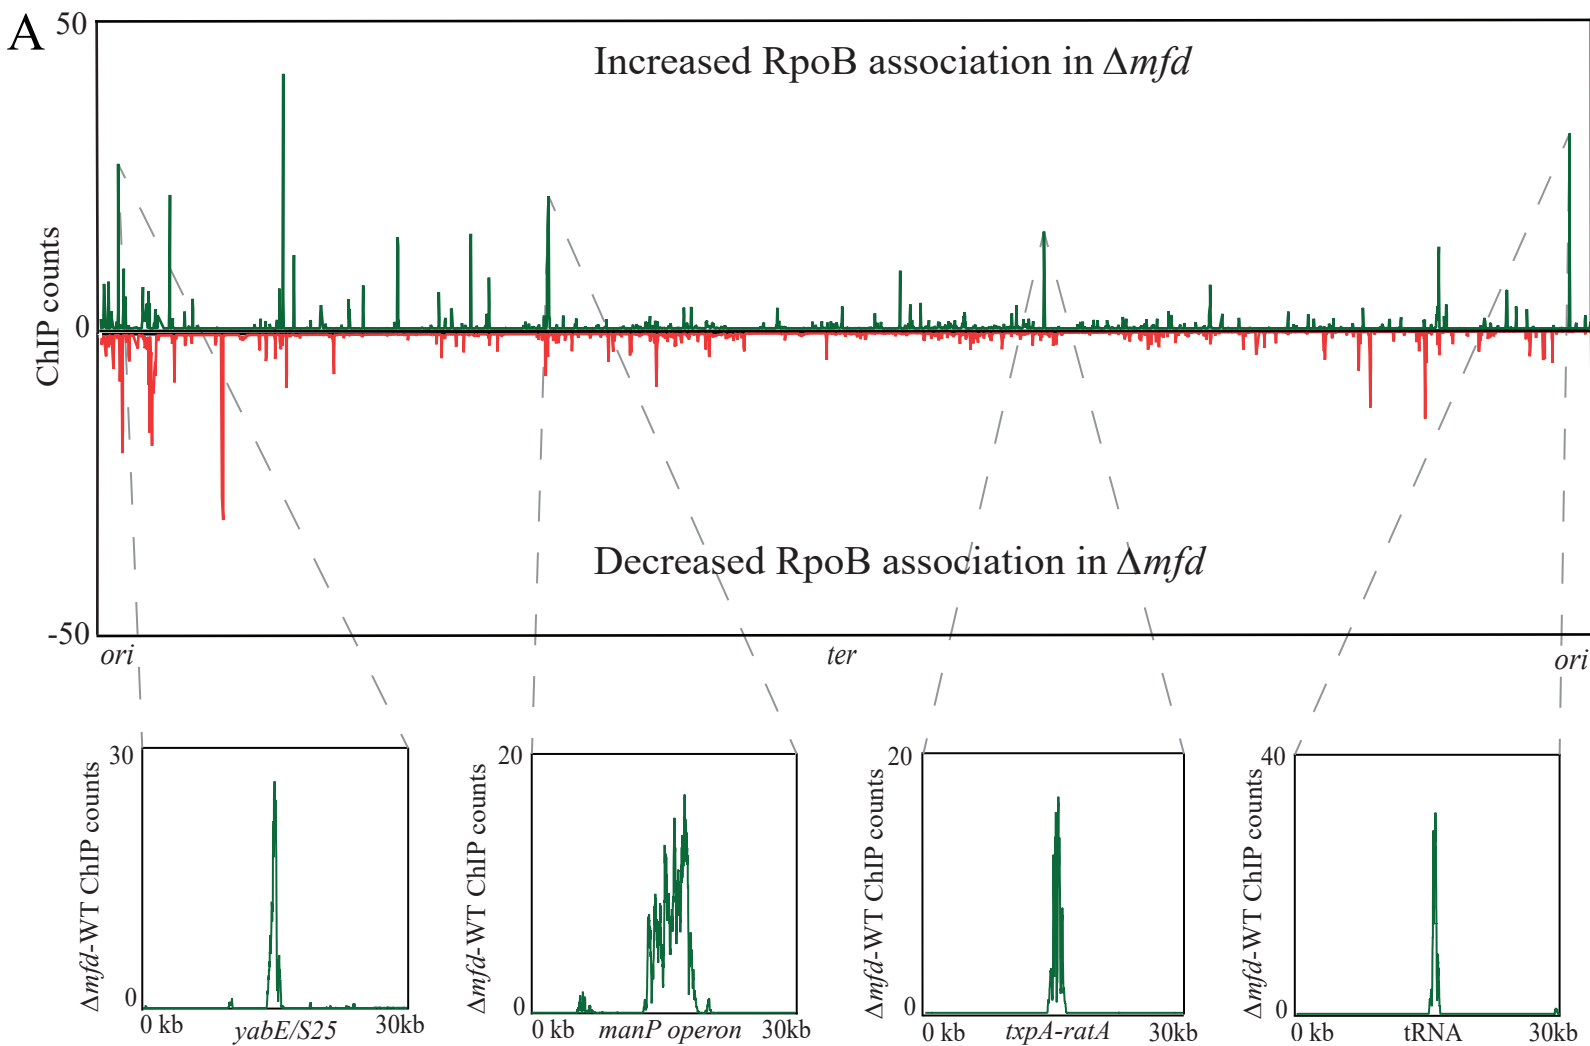 A
50
Increased RpoB association in Δmfd
ChIP counts
0
Decreased RpoB association in Δmfd
-50
ori
ter
ori
30
Δmfd-WT ChIP counts
0
0 kb
yabE/S25
30kb
20
Δmfd-WT ChIP counts
0
0 kb
manP operon
30kb
20
Δmfd-WT ChIP counts
0
0 kb
txpA-ratA
30kb
40
Δmfd-WT ChIP counts
0
0 kb
tRNA
30kb